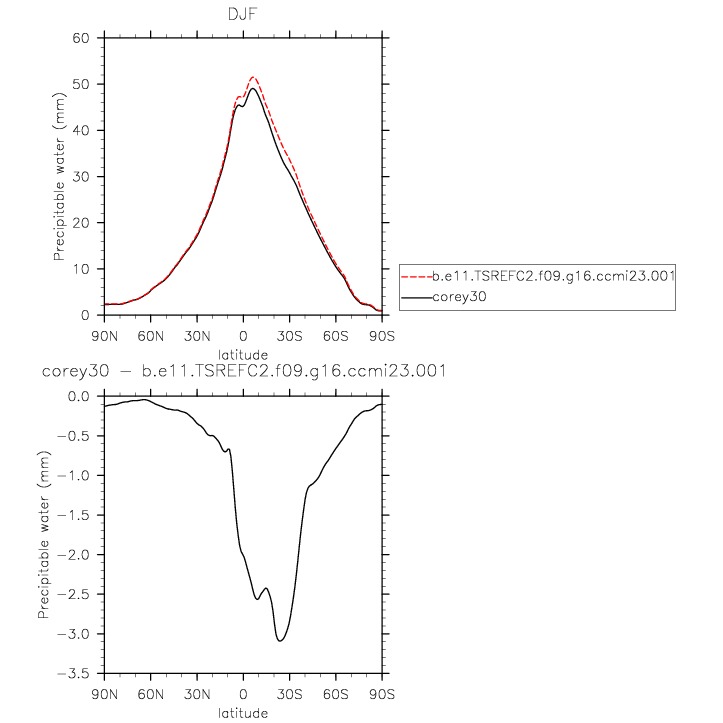 DJF
60
50
40
30
20
10
0
Precipitable water (mm)
90N 60N 30N 0 30S 60S 90S
latitude
b.e11.TSREFC2.f09.g16.ccmi23.001
corey30
corey30 − b.e11.TSREFC2.f09.g16.ccmi23.001
0.0
−0.5
−1.0
−1.5
−2.0
−2.5
−3.0
−3.5
Precipitable water (mm)
90N 60N 30N 0 30S 60S 90S
latitude